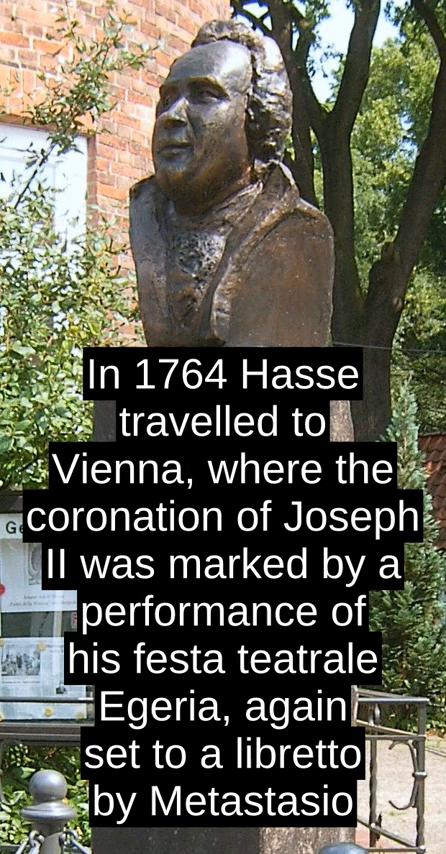 In 1764 Hasse
travelled to
Vienna, where the
coronation of Joseph
II was marked by a
performance of
his festa teatrale
Egeria, again
set to a libretto
by Metastasio